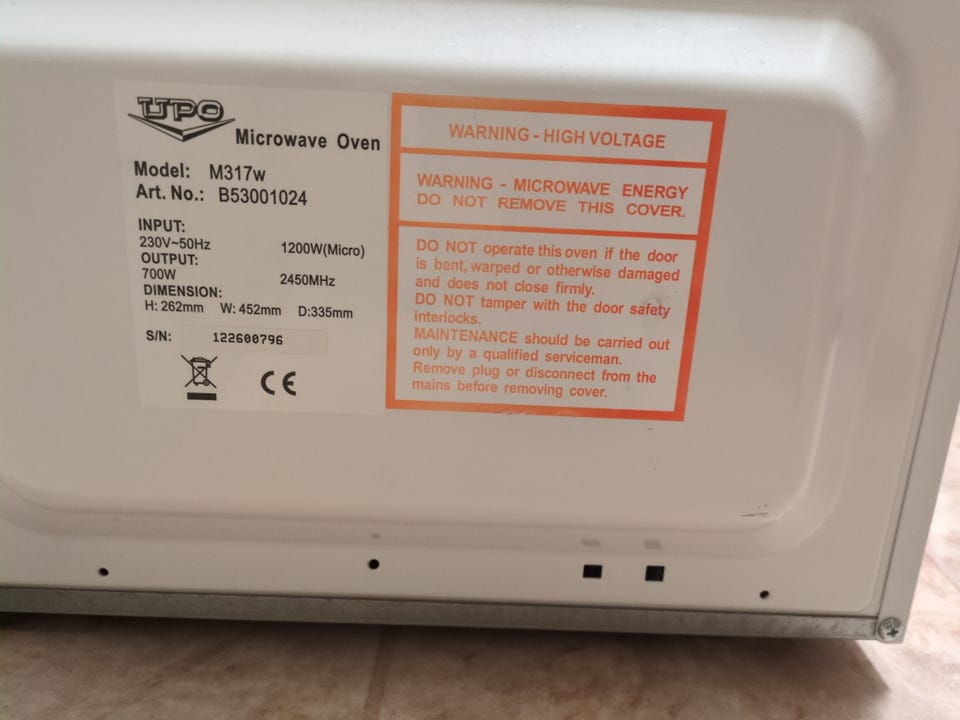 UPO
Microwave Oven
Model: M317w
Art. No.: B53001024
INPUT:
230V~50Hz 1200W(Micro)
OUTPUT:
700W 2450MHz
DIMENSION:
H: 262mm W: 452mm D:335mm
S/N: 122600796
CE
WARNING - HIGH VOLTAGE
WARNING - MICROWAVE ENERGY
DO NOT REMOVE THIS COVER.
DO NOT operate this oven if the door
is bent, warped or otherwise damaged
and does not close firmly.
DO NOT tamper with the door safety
interlocks.
MAINTENANCE should be carried out
only by a qualified serviceman.
Remove plug or disconnect from the
mains before removing cover.